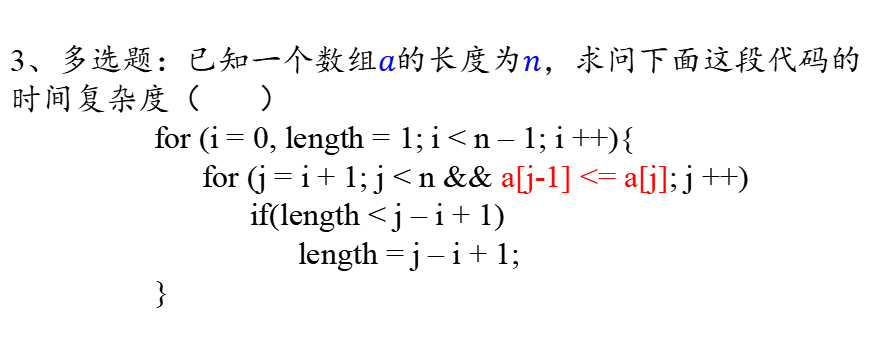 3、多选题：已知一个数组a的长度为n，求问下面这段代码的
时间复杂度（  ）
for (i = 0, length = 1; i < n – 1; i ++){
for (j = i + 1; j < n && a[j-1] <= a[j]; j ++)
if(length < j – i + 1)
length = j – i + 1;
}